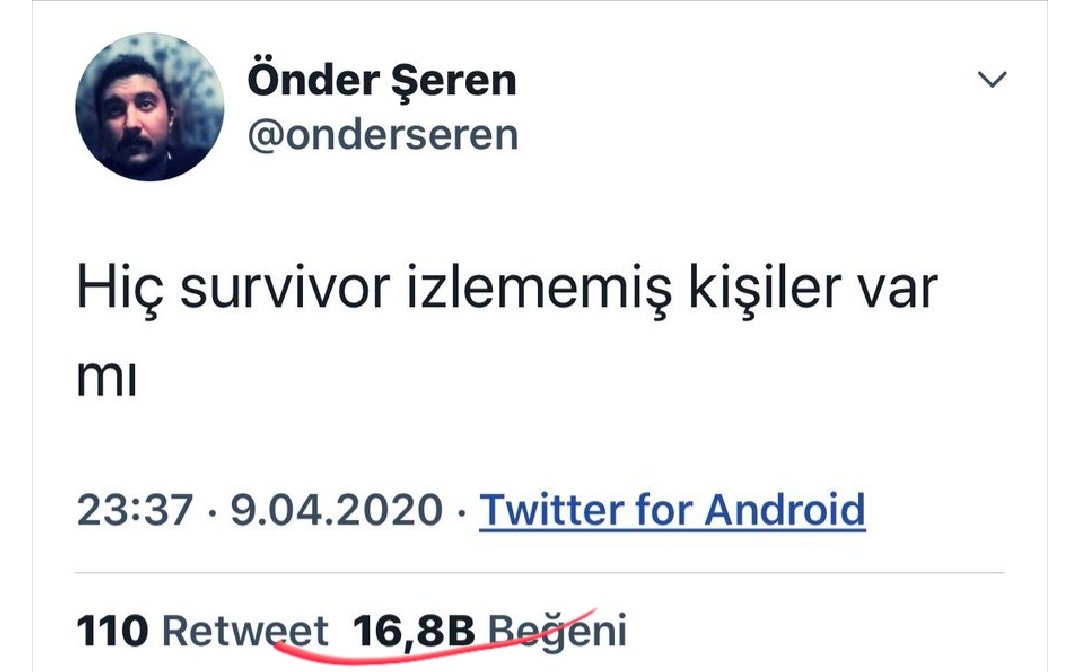 Önder Şeren
@onderseren
Hiç survivor izlememiş kişiler var
mı
23:37 · 9.04.2020 · Twitter for Android
110 Retweet 16,8B Beğeni